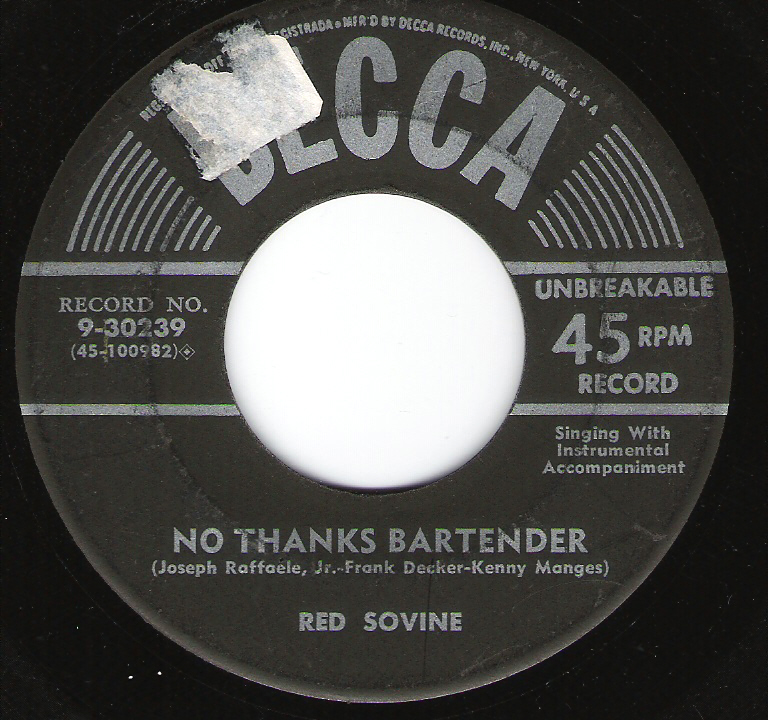 REGISTRADA • MFR'D BY DECCA RECORDS, INC., NEW YORK, U S A
DECCA
RECORD NO.
9-30239
(45-100982)
UNBREAKABLE
45 RPM
RECORD
Singing With
Instrumental
Accompaniment
NO THANKS BARTENDER
(Joseph Raffaele, Jr.-Frank Decker-Kenny Manges)
RED SOVINE